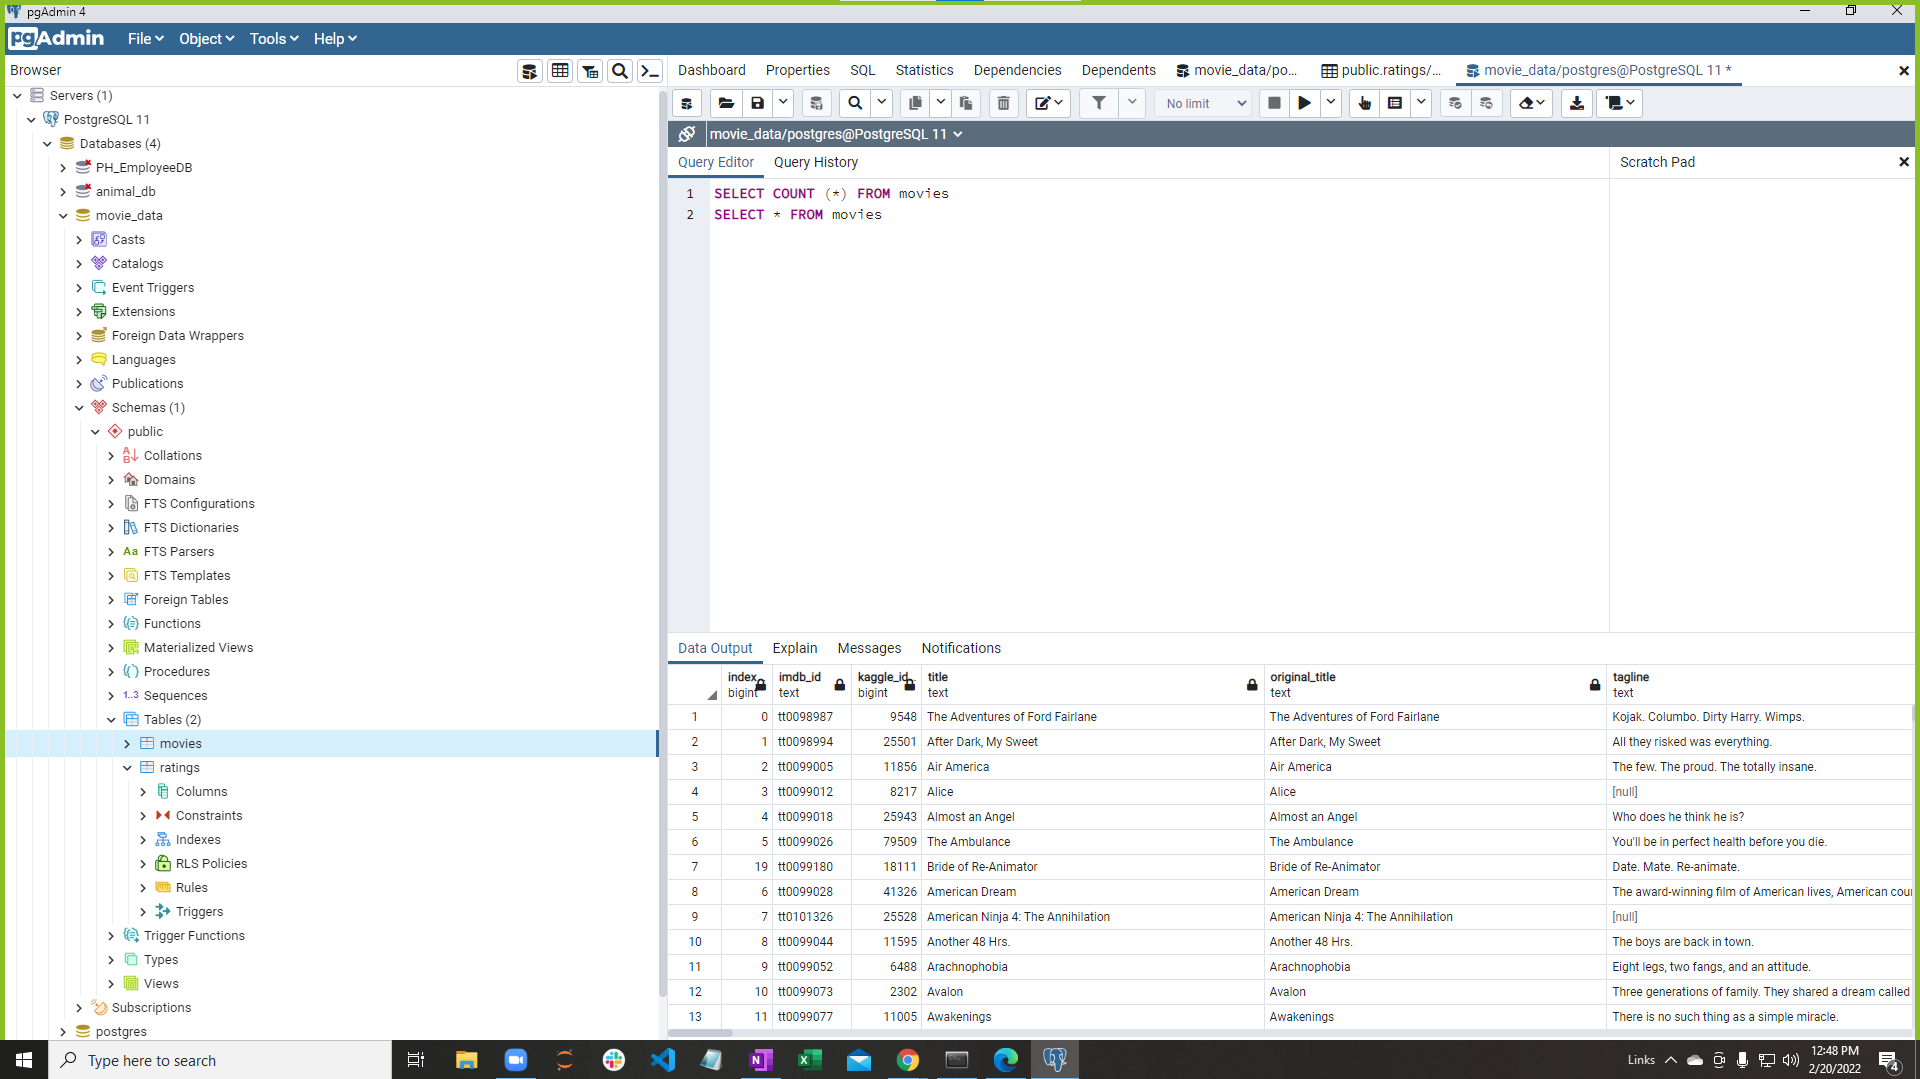 pgAdmin 4
pgAdmin File Object Tools Help
Browser
Servers (1)
PostgreSQL 11
Databases (4)
PH_EmployeeDB
animal_db
movie_data
Casts
Catalogs
Event Triggers
Extensions
Foreign Data Wrappers
Languages
Publications
Schemas (1)
public
Collations
Domains
FTS Configurations
FTS Dictionaries
Aa FTS Parsers
FTS Templates
Foreign Tables
Functions
Materialized Views
Procedures
1..3 Sequences
Tables (2)
movies
ratings
Columns
Constraints
Indexes
RLS Policies
Rules
Triggers
Trigger Functions
Types
Views
Subscriptions
postgres
Dashboard Properties SQL Statistics Dependencies Dependents movie_data/po... public.ratings/... movie_data/postgres@PostgreSQL 11 *
No limit
movie_data/postgres@PostgreSQL 11
Query Editor Query History Scratch Pad
1 SELECT COUNT (*) FROM movies
2 SELECT * FROM movies
Data Output Explain Messages Notifications
index imdb_id kaggle_id title original_title tagline
bigint text bigint text text text
1 0 tt0098987 9548 The Adventures of Ford Fairlane The Adventures of Ford Fairlane Kojak. Columbo. Dirty Harry. Wimps.
2 1 tt0098994 25501 After Dark, My Sweet After Dark, My Sweet All they risked was everything.
3 2 tt0099005 11856 Air America Air America The few. The proud. The totally insane.
4 3 tt0099012 8217 Alice Alice [null]
5 4 tt0099018 25943 Almost an Angel Almost an Angel Who does he think he is?
6 5 tt0099026 79509 The Ambulance The Ambulance You'll be in perfect health before you die.
7 19 tt0099180 18111 Bride of Re-Animator Bride of Re-Animator Date. Mate. Re-animate.
8 6 tt0099028 41326 American Dream American Dream The award-winning film of American lives, American cour
9 7 tt0101326 25528 American Ninja 4: The Annihilation American Ninja 4: The Annihilation [null]
10 8 tt0099044 11595 Another 48 Hrs. Another 48 Hrs. The boys are back in town.
11 9 tt0099052 6488 Arachnophobia Arachnophobia Eight legs, two fangs, and an attitude.
12 10 tt0099073 2302 Avalon Avalon Three generations of family. They shared a dream called
13 11 tt0099077 11005 Awakenings Awakenings There is no such thing as a simple miracle.
Type here to search
Links
12:48 PM
2/20/2022
4